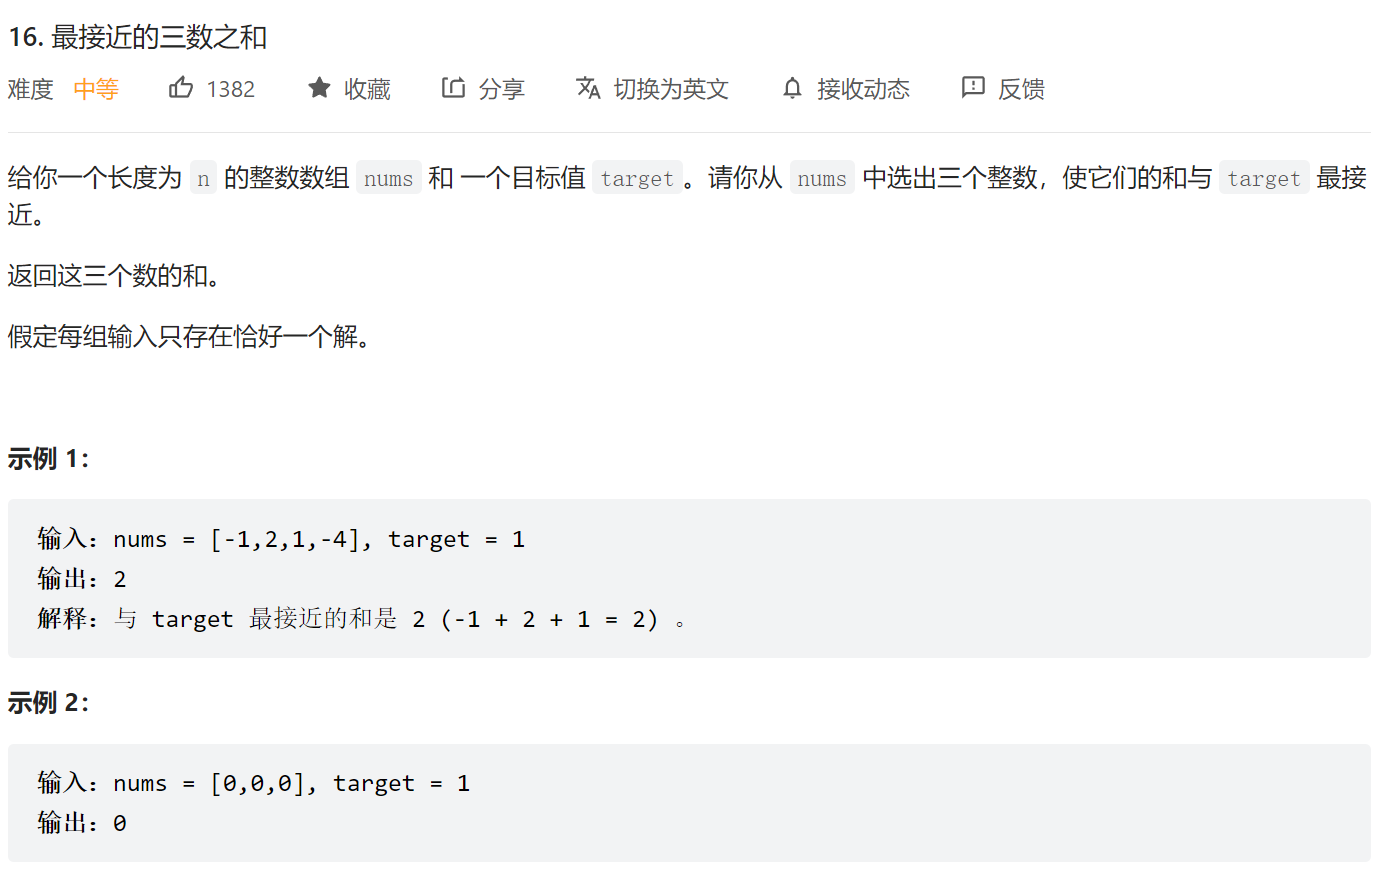 16. 最接近的三数之和
难度 中等 1382 收藏 分享 切换为英文 接收动态 反馈
给你一个长度为 n 的整数数组 nums 和 一个目标值 target。请你从 nums 中选出三个整数，使它们的和与 target 最接
近。
返回这三个数的和。
假定每组输入只存在恰好一个解。
示例 1：
输入：nums = [-1,2,1,-4], target = 1
输出：2
解释：与 target 最接近的和是 2 (-1 + 2 + 1 = 2) 。
示例 2：
输入：nums = [0,0,0], target = 1
输出：0